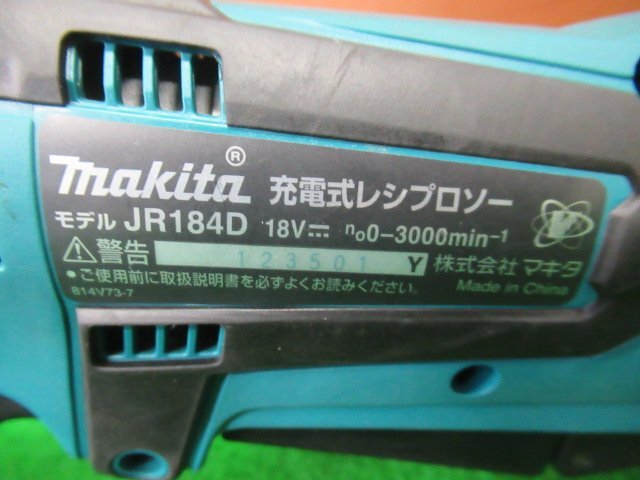 makita® 充電式レシプロソー
モデル JR184D 18V⎓ n₀0-3000min⁻¹
⚠警告 123501 Y 株式会社 マキタ
●ご使用前に取扱説明書を必ずよくお読みください。 Made in China
814V73-7